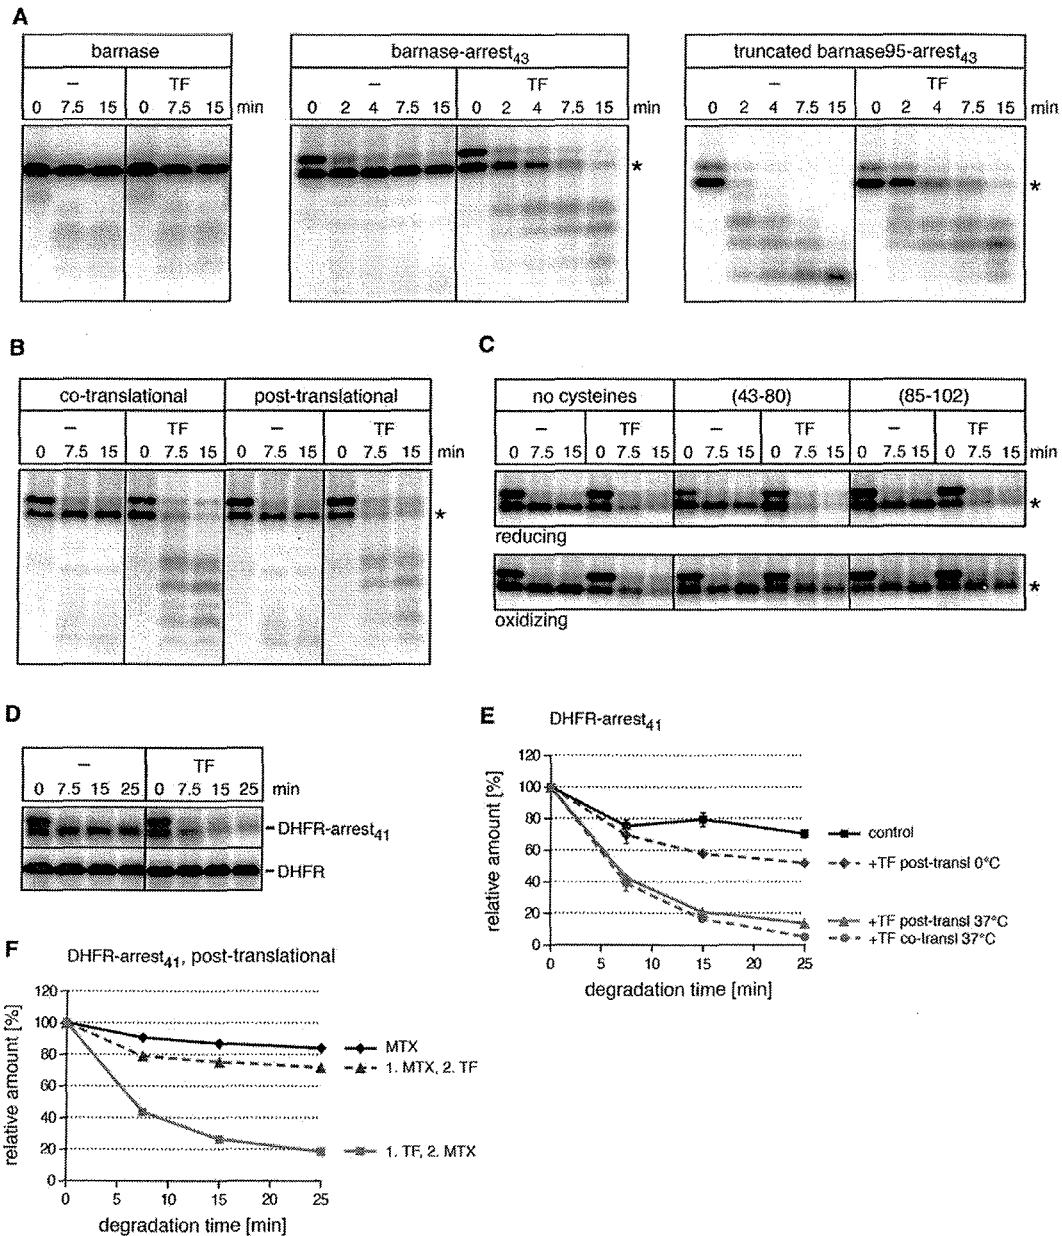 A
barnase
barnase-arrest43
truncated barnase95-arrest43
– TF
– TF
– TF
0 7.5 15 0 7.5 15 min
0 2 4 7.5 15 0 2 4 7.5 15 min
0 2 4 7.5 15 0 2 4 7.5 15 min
*
*
B
co-translational post-translational
– TF – TF
0 7.5 15 0 7.5 15 0 7.5 15 0 7.5 15 min
*
C
no cysteines (43-80) (85-102)
– TF – TF – TF
0 7.5 15 0 7.5 15 0 7.5 15 0 7.5 15 0 7.5 15 0 7.5 15 min
*
reducing
*
oxidizing
D
– TF
0 7.5 15 25 0 7.5 15 25 min
–DHFR-arrest41
–DHFR
E
DHFR-arrest41
relative amount [%]
120
100
80
60
40
20
0
0 5 10 15 20 25
degradation time [min]
control
+TF post-transl 0°C
+TF post-transl 37°C
+TF co-transl 37°C
F
DHFR-arrest41, post-translational
relative amount [%]
120
100
80
60
40
20
0
0 5 10 15 20 25
degradation time [min]
MTX
1. MTX, 2. TF
1. TF, 2. MTX